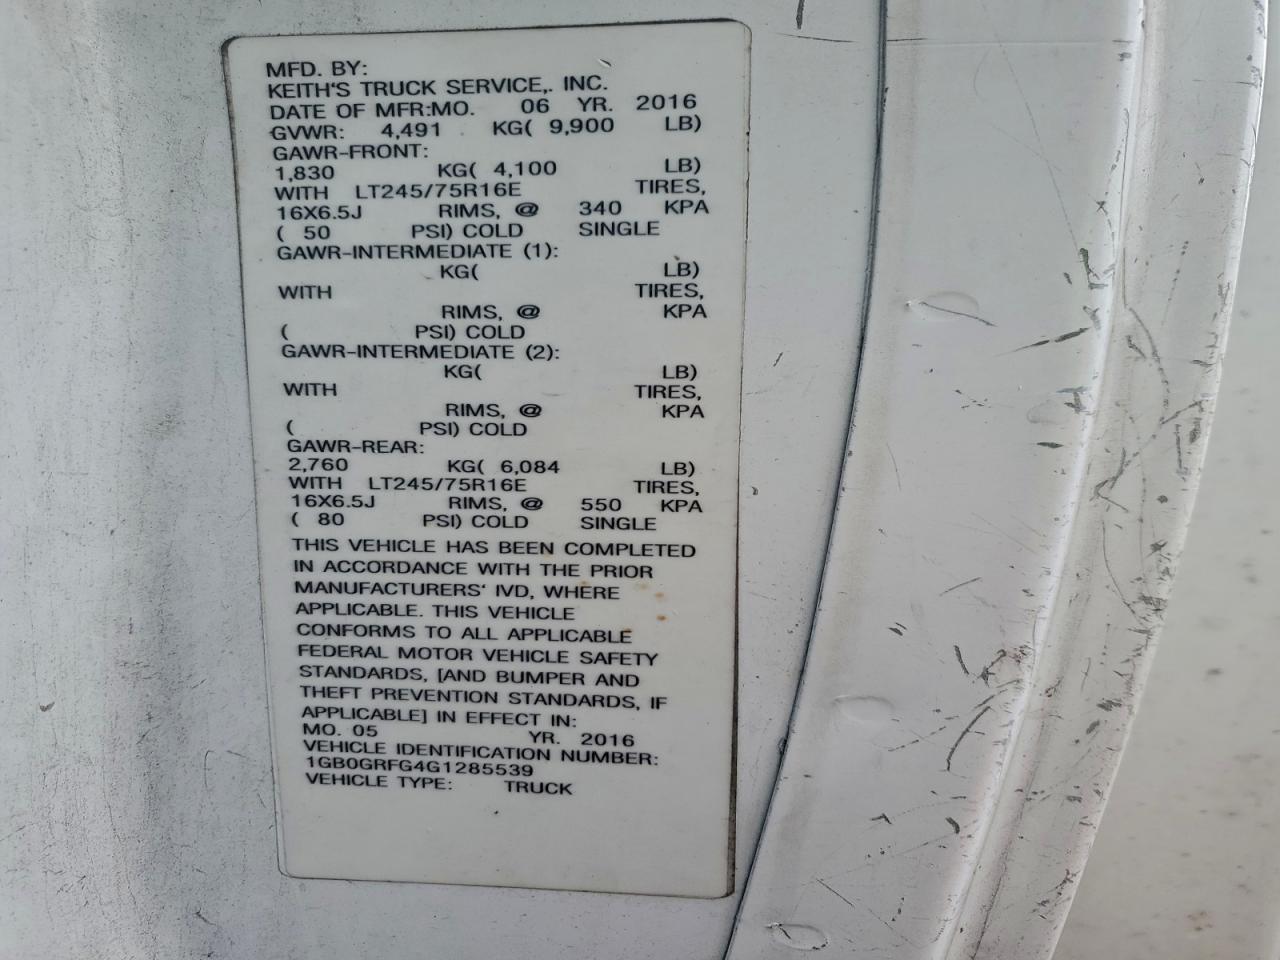 MFD. BY:
KEITH'S TRUCK SERVICE,. INC.
DATE OF MFR:MO. 06 YR. 2016
GVWR: 4,491 KG( 9,900 LB)
GAWR-FRONT:
1,830 KG( 4,100 LB)
WITH LT245/75R16E TIRES,
16X6.5J RIMS, @ 340 KPA
( 50 PSI) COLD SINGLE
GAWR-INTERMEDIATE (1):
KG( LB)
WITH TIRES,
RIMS, @ KPA
( PSI) COLD
GAWR-INTERMEDIATE (2):
KG( LB)
WITH TIRES,
RIMS, @ KPA
( PSI) COLD
GAWR-REAR:
2,760 KG( 6,084 LB)
WITH LT245/75R16E TIRES,
16X6.5J RIMS, @ 550 KPA
( 80 PSI) COLD SINGLE
THIS VEHICLE HAS BEEN COMPLETED
IN ACCORDANCE WITH THE PRIOR
MANUFACTURERS' IVD, WHERE
APPLICABLE. THIS VEHICLE
CONFORMS TO ALL APPLICABLE
FEDERAL MOTOR VEHICLE SAFETY
STANDARDS, [AND BUMPER AND
THEFT PREVENTION STANDARDS, IF
APPLICABLE] IN EFFECT IN:
MO. 05 YR. 2016
VEHICLE IDENTIFICATION NUMBER:
1GB0GRFG4G1285539
VEHICLE TYPE: TRUCK